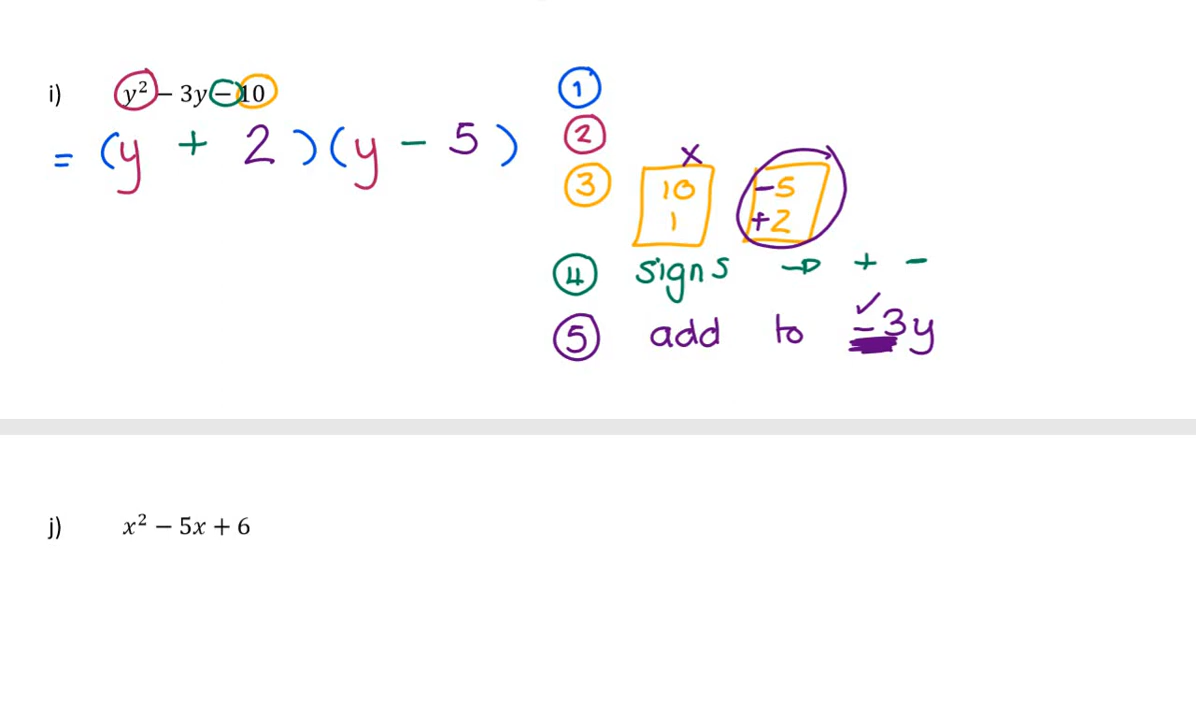 i) y² – 3y – 10
= (y + 2)(y – 5)
1
2
3 10 1 x -5 +2
4 signs → + –
5 add to ✓ –3y
j) x² – 5x + 6